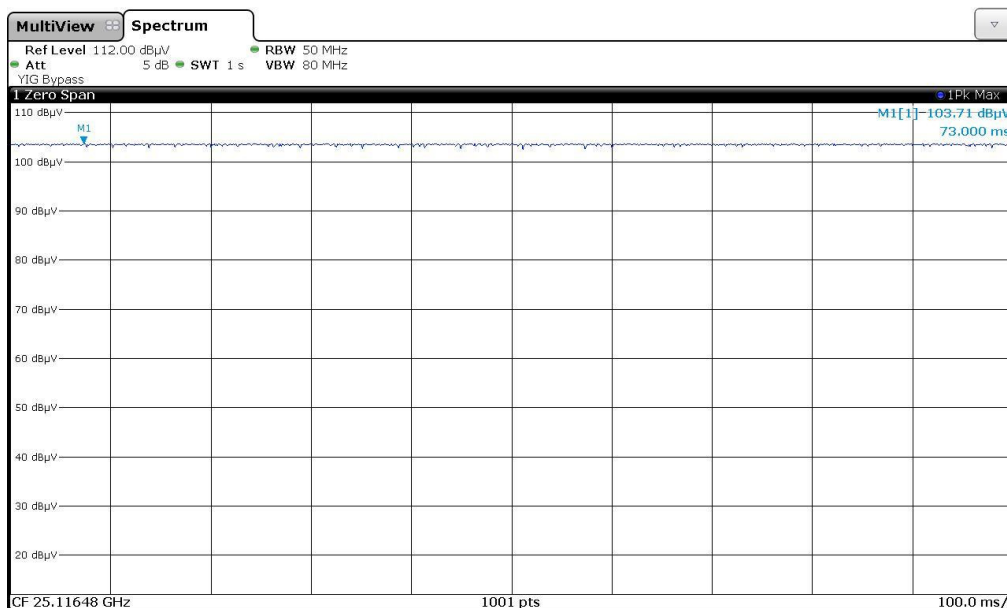 MultiView Spectrum
Ref Level 112.00 dBµV RBW 50 MHz
Att 5 dB SWT 1 s VBW 80 MHz
YIG Bypass
1 Zero Span 1Pk Max
110 dBµV M1[1] 103.71 dBµV
M1 73.000 ms
100 dBµV
90 dBµV
80 dBµV
70 dBµV
60 dBµV
50 dBµV
40 dBµV
30 dBµV
20 dBµV
CF 25.11648 GHz 1001 pts 100.0 ms/